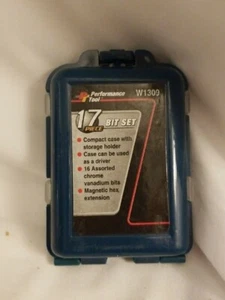 Performance
Tool
W1309
17
PIECE
BIT SET
Compact case with
storage holder
Case can be used
as a driver
16 Assorted
chrome
vanadium bits
Magnetic hex
extension